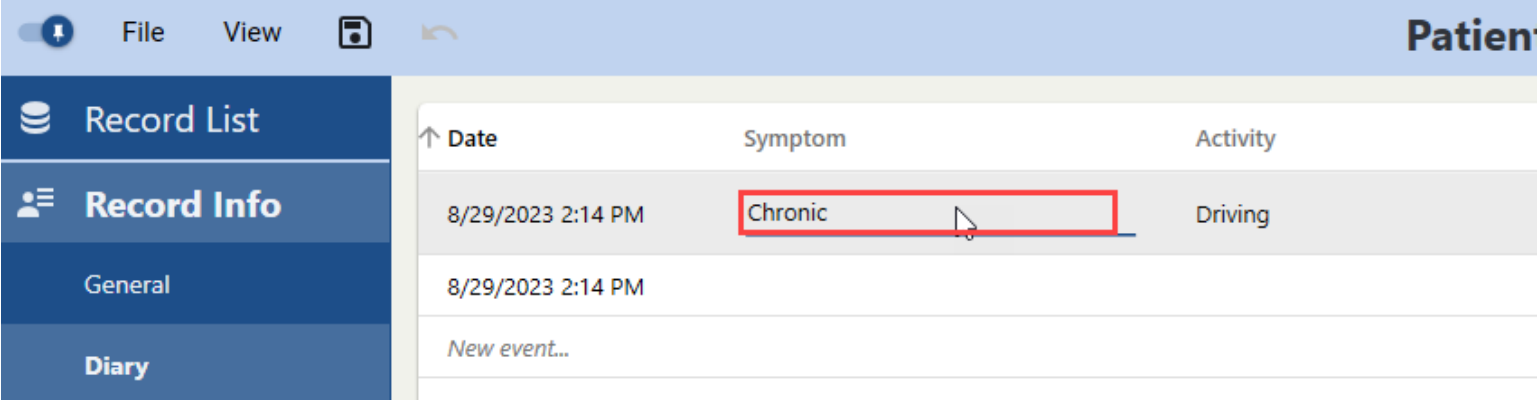 File View Patient
Record List
Record Info
General
Diary
Date Symptom Activity
8/29/2023 2:14 PM Chronic Driving
8/29/2023 2:14 PM
New event...